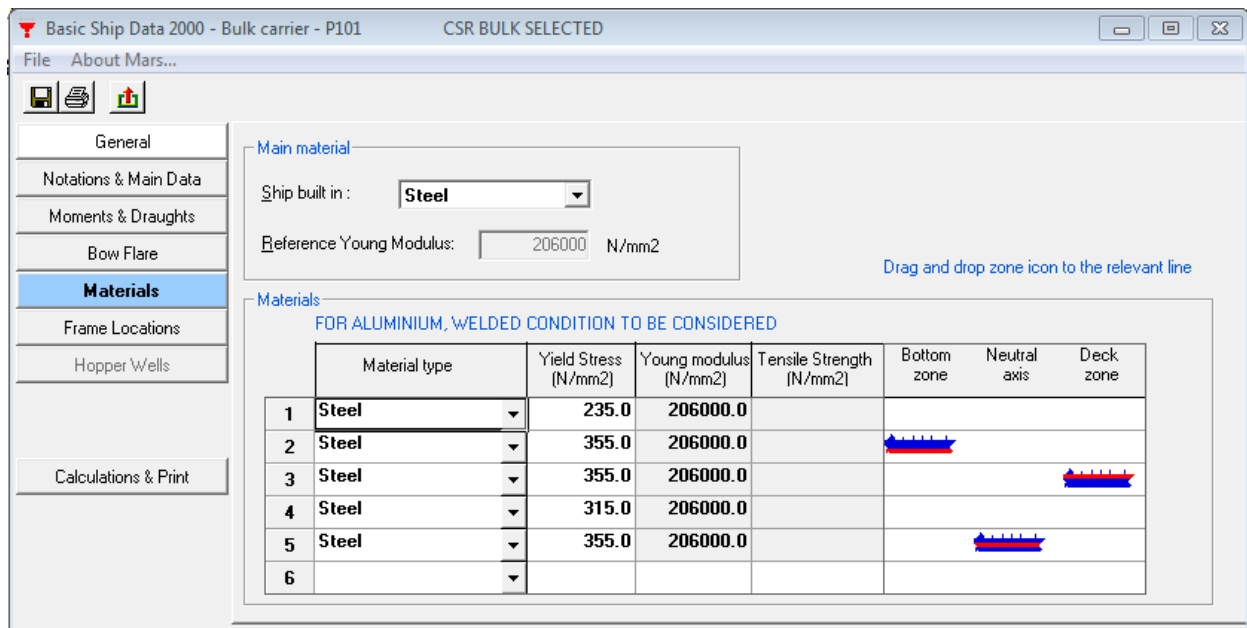 Basic Ship Data 2000 - Bulk carrier - P101 CSR BULK SELECTED
File About Mars...
General
Notations & Main Data
Moments & Draughts
Bow Flare
Materials
Frame Locations
Hopper Wells
Calculations & Print
Main material
Ship built in : Steel
Reference Young Modulus: 206000 N/mm2
Drag and drop zone icon to the relevant line
Materials
FOR ALUMINIUM, WELDED CONDITION TO BE CONSIDERED
Material type Yield Stress (N/mm2) Young modulus (N/mm2) Tensile Strength (N/mm2) Bottom zone Neutral axis Deck zone
1 Steel 235.0 206000.0
2 Steel 355.0 206000.0
3 Steel 355.0 206000.0
4 Steel 315.0 206000.0
5 Steel 355.0 206000.0
6